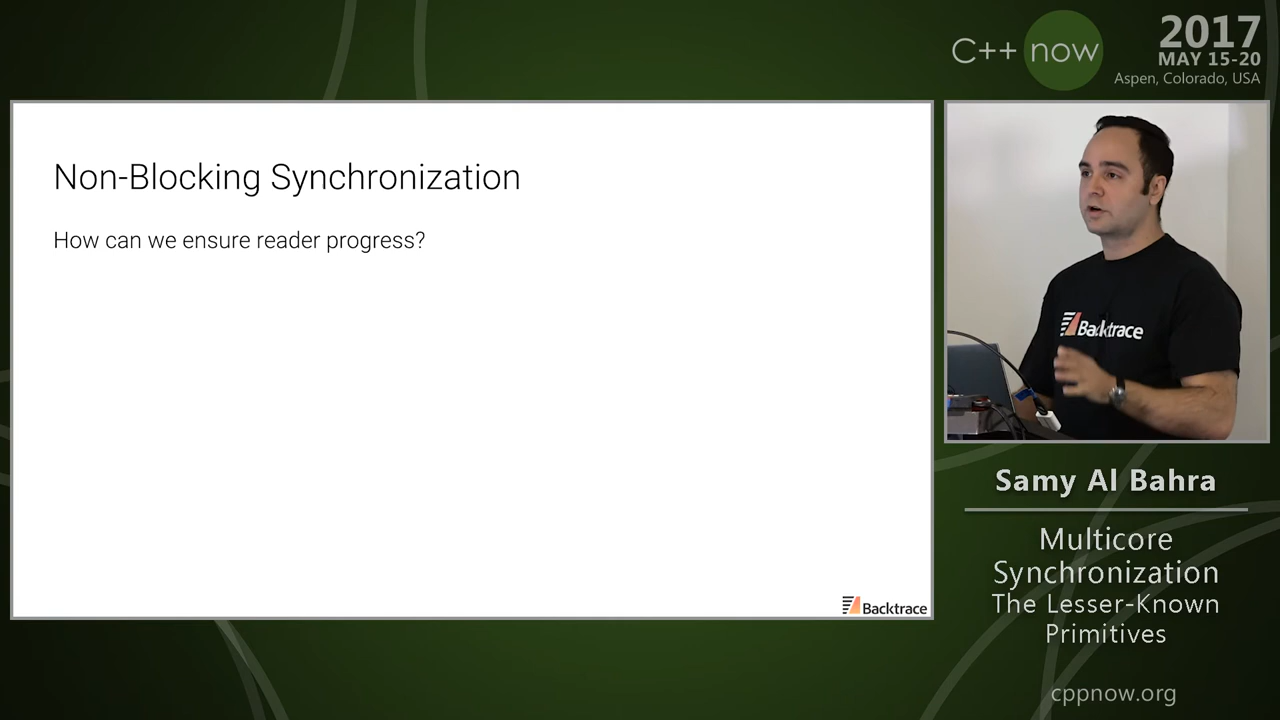 C++ now
2017
MAY 15-20
Aspen, Colorado, USA
Non-Blocking Synchronization
How can we ensure reader progress?
Backtrace
Backtrace
Samy Al Bahra
Multicore
Synchronization
The Lesser-Known
Primitives
cppnow.org